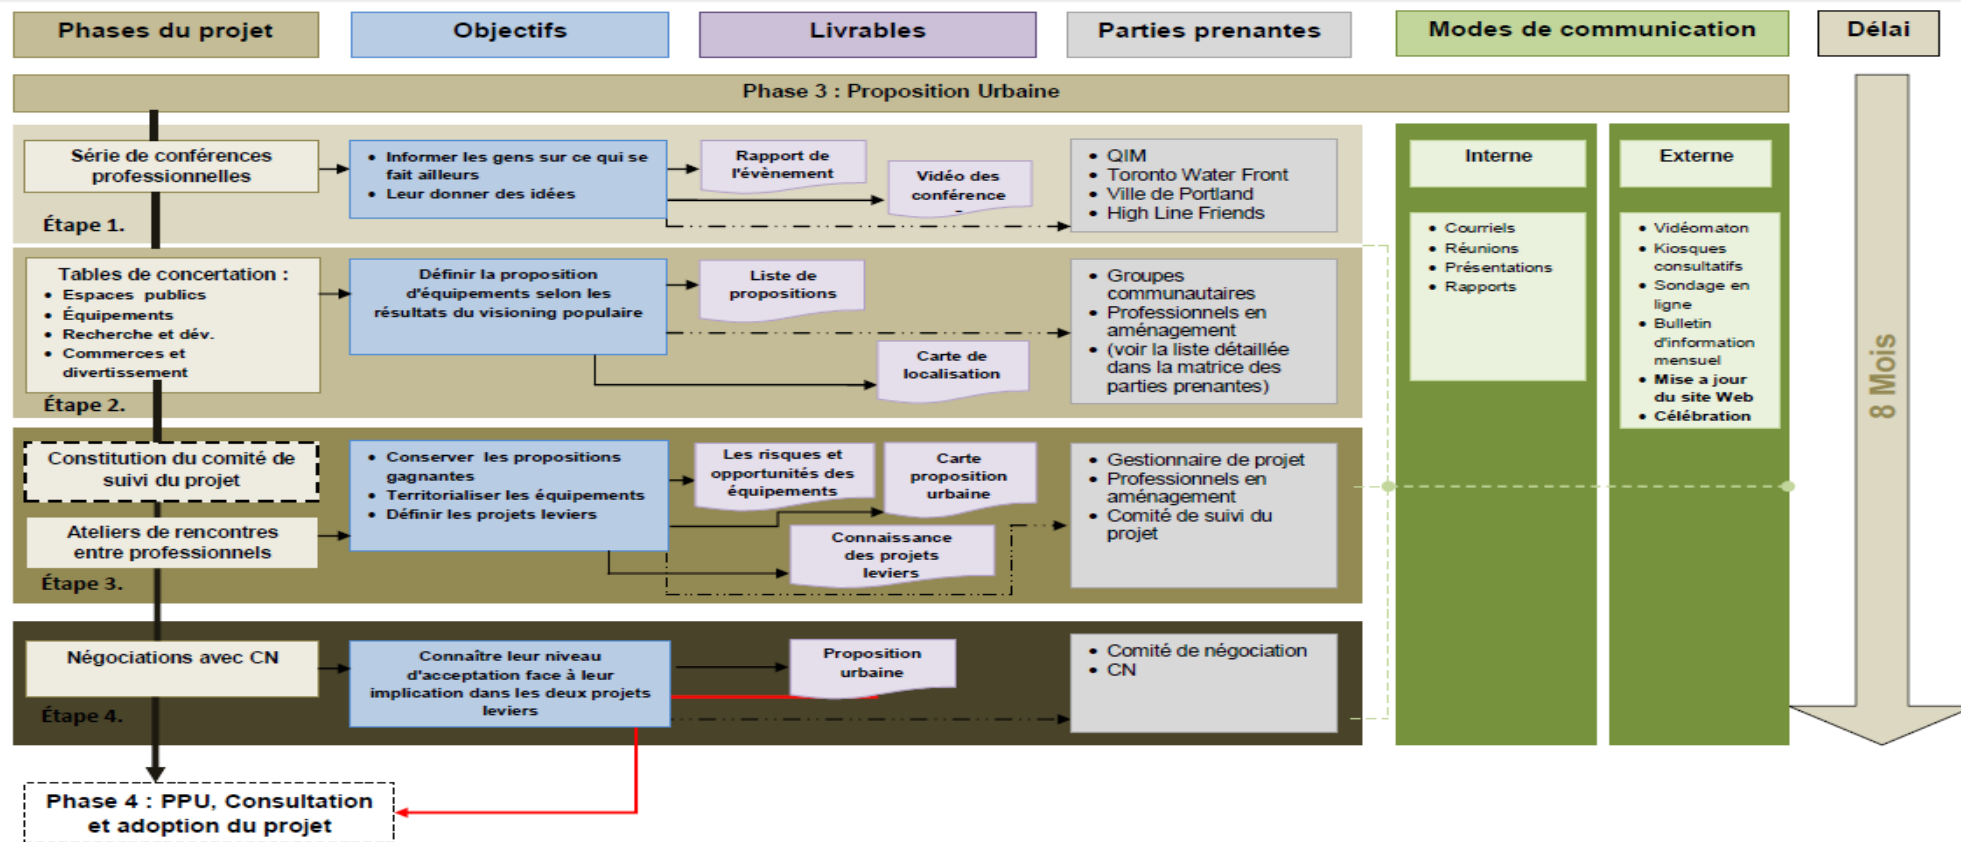 Phases du projet
Objectifs
Livrables
Parties prenantes
Modes de communication
Délai
Phase 3 : Proposition Urbaine
Série de conférences
professionnelles
Étape 1.
• Informer les gens sur ce qui se
fait ailleurs
• Leur donner des idées
Rapport de
l'évènement
Vidéo des
conférence
• QIM
• Toronto Water Front
• Ville de Portland
• High Line Friends
Tables de concertation :
• Espaces publics
• Équipements
• Recherche et dév.
• Commerces et
divertissement
Étape 2.
Définir la proposition
d'équipements selon les
résultats du visioning populaire
Liste de
propositions
Carte de
localisation
• Groupes
communautaires
• Professionnels en
aménagement
• (voir la liste détaillée
dans la matrice des
parties prenantes)
Constitution du comité de
suivi du projet
Ateliers de rencontres
entre professionnels
Étape 3.
• Conserver les propositions
gagnantes
• Territorialiser les équipements
• Définir les projets leviers
Les risques et
opportunités des
équipements
Carte
proposition
urbaine
Connaissance
des projets
leviers
• Gestionnaire de projet
• Professionnels en
aménagement
• Comité de suivi du
projet
Négociations avec CN
Étape 4.
Connaître leur niveau
d'acceptation face à leur
implication dans les deux projets
leviers
Proposition
urbaine
• Comité de négociation
• CN
Phase 4 : PPU, Consultation
et adoption du projet
Interne
• Courriels
• Réunions
• Présentations
• Rapports
Externe
• Vidéomaton
• Kiosques
consultatifs
• Sondage en
ligne
• Bulletin
d'information
mensuel
• Mise a jour
du site Web
• Célébration
8 Mois